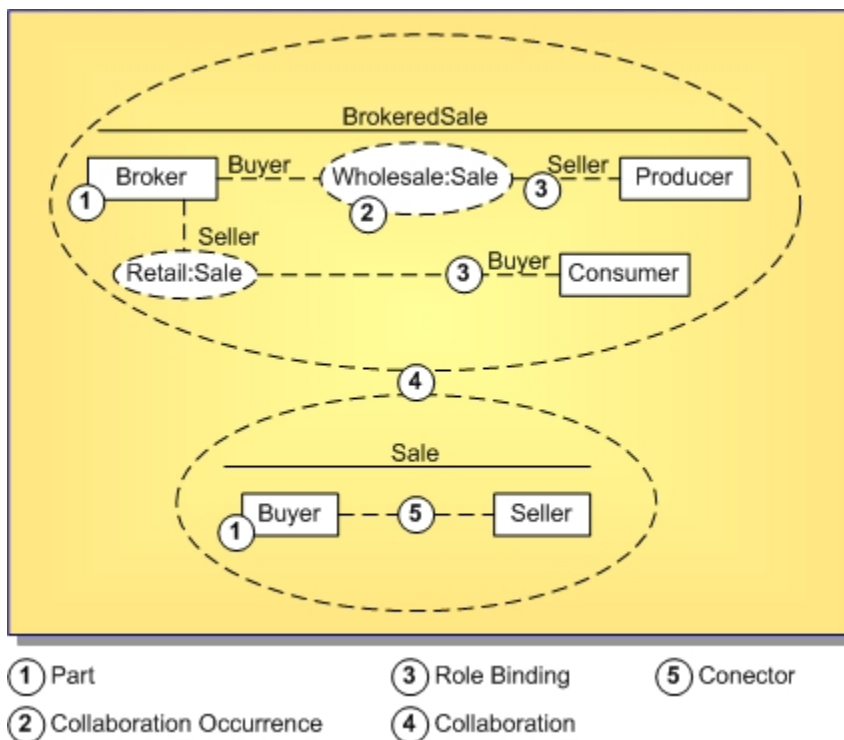 BrokeredSale
Broker Buyer Wholesale:Sale 3 Seller Producer
1 2
Seller
Retail:Sale 3 Buyer Consumer
4
Sale
Buyer 5 Seller
1
1 Part 3 Role Binding 5 Conector
2 Collaboration Occurrence 4 Collaboration